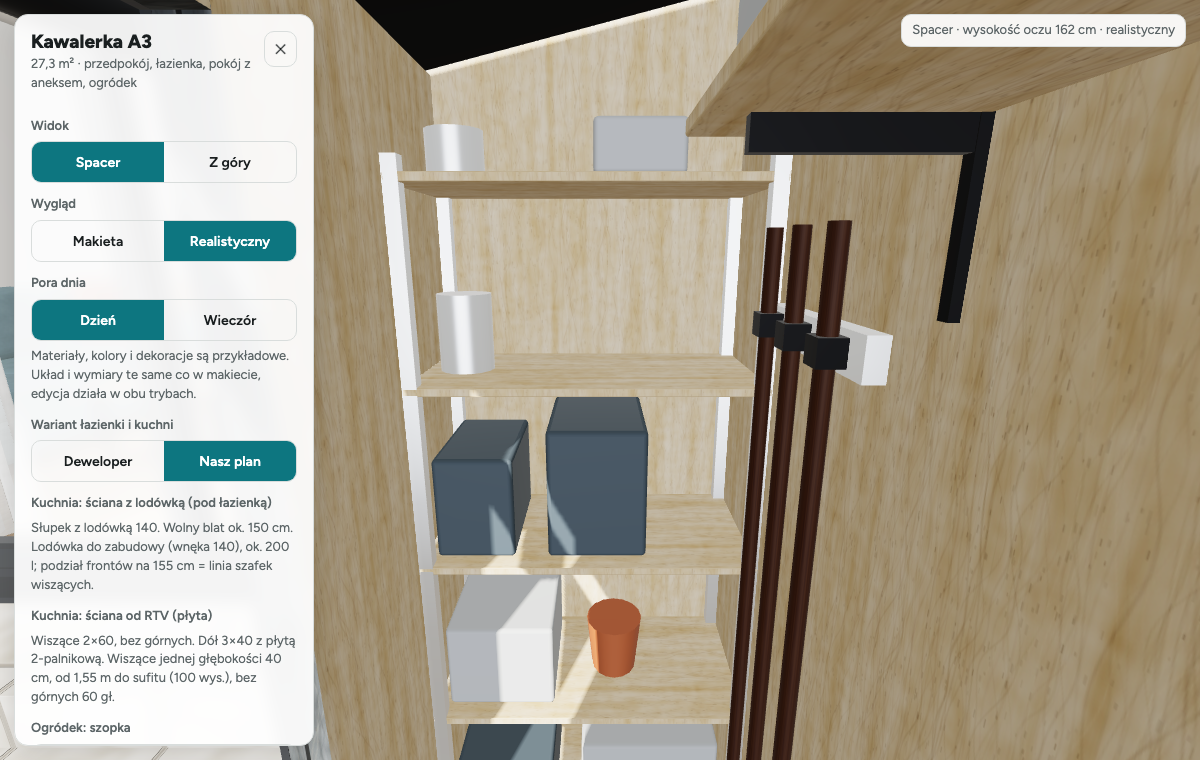 Kawalerka A3
27,3 m² · przedpokój, łazienka, pokój z
aneksem, ogródek
Widok
Spacer
Z góry
Wygląd
Makieta
Realistyczny
Pora dnia
Dzień
Wieczór
Materiały, kolory i dekoracje są przykładowe.
Układ i wymiary te same co w makiecie,
edycja działa w obu trybach.
Wariant łazienki i kuchni
Deweloper
Nasz plan
Kuchnia: ściana z lodówką (pod łazienką)
Słupek z lodówką 140. Wolny blat ok. 150 cm.
Lodówka do zabudowy (wnęka 140), ok. 200
l; podział frontów na 155 cm = linia szafek
wiszących.
Kuchnia: ściana od RTV (płyta)
Wiszące 2×60, bez górnych. Dół 3×40 z płytą
2-palnikową. Wiszące jednej głębokości 40
cm, od 1,55 m do sufitu (100 wys.), bez
górnych 60 gł.
Ogródek: szopka
Spacer · wysokość oczu 162 cm · realistyczny